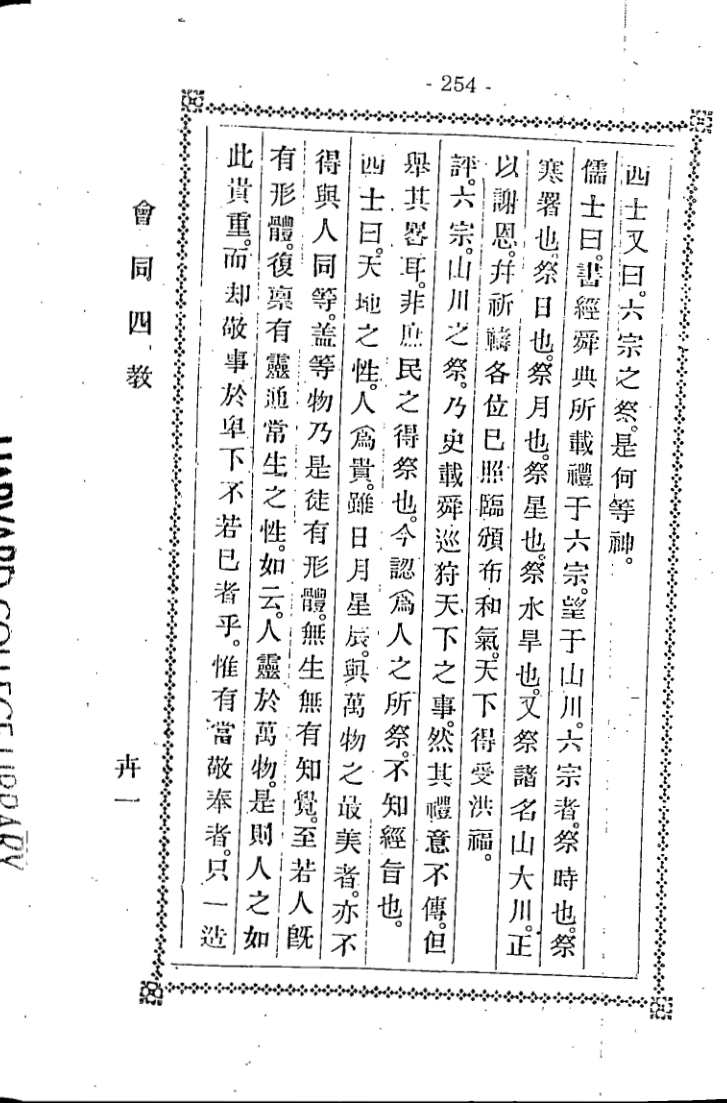 - 254 -
西士又曰。六宗之祭。是何等神。
儒士曰。書經舜典所載禮于六宗。望于山川。六宗者。祭時也。祭
寒署也。祭日也。祭月也。祭星也。祭水旱也。又祭諸名山大川。正
以謝恩。幷祈禱各位已照臨頒布和氣。天下得受洪福。
評。六宗。山川之祭。乃史載舜巡狩天下之事。然其禮意不傳。但
舉其畧耳。非庶民之得祭也。今認爲人之所祭。不知經旨也。
西士曰。天地之性。人爲貴。雖日月星辰。與萬物之最美者。亦不
得與人同等。盖等物乃是徒有形體。無生無有知覺。至若人旣
有形體。復禀有靈通常生之性。如云。人靈於萬物。是則人之如
此貴重。而却敬事於卑下不若已者乎。惟有當敬奉者。只一造
會同四教
卉一
HARVARD COLLEGE LIBRARY